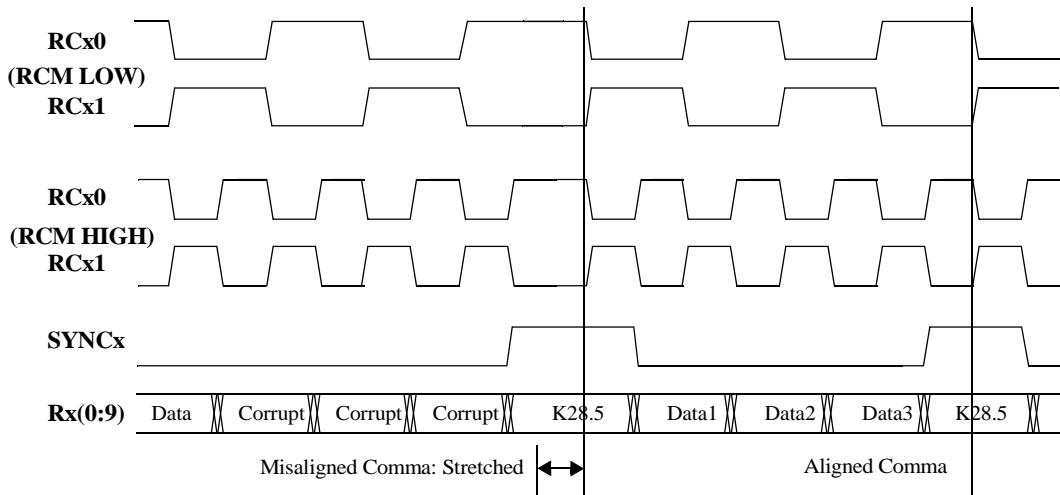 RCx0
(RCM LOW)
RCx1
RCx0
(RCM HIGH)
RCx1
SYNCx
Rx(0:9) Data Corrupt Corrupt Corrupt K28.5 Data1 Data2 Data3 K28.5
Misaligned Comma: Stretched Aligned Comma